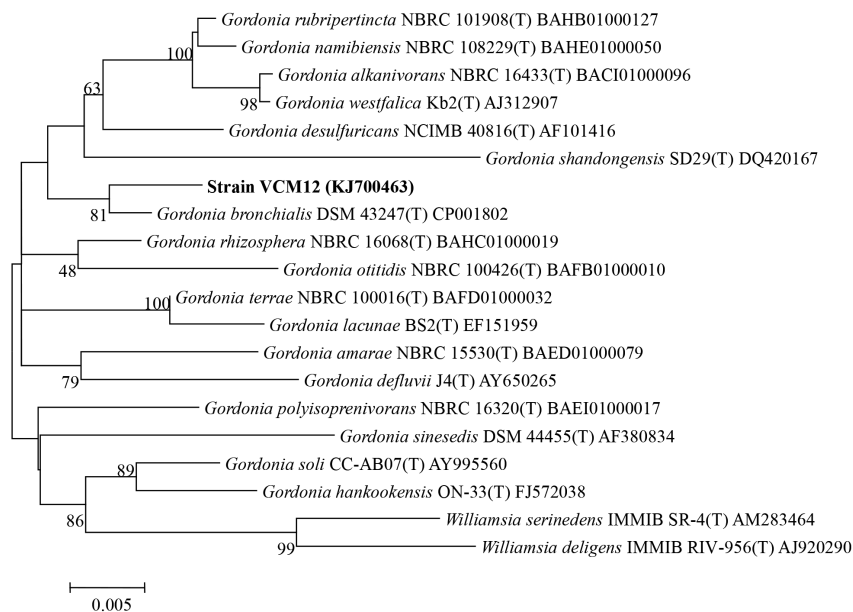 Gordonia rubripertincta NBRC 101908(T) BAHB01000127
Gordonia namibiensis NBRC 108229(T) BAHE01000050
100
Gordonia alkanivorans NBRC 16433(T) BACI01000096
63
98 Gordonia westfalica Kb2(T) AJ312907
Gordonia desulfuricans NCIMB 40816(T) AF101416
Gordonia shandongensis SD29(T) DQ420167
Strain VCM12 (KJ700463)
81 Gordonia bronchialis DSM 43247(T) CP001802
Gordonia rhizosphera NBRC 16068(T) BAHC01000019
48 Gordonia otitidis NBRC 100426(T) BAFB01000010
100 Gordonia terrae NBRC 100016(T) BAFD01000032
Gordonia lacunae BS2(T) EF151959
Gordonia amarae NBRC 15530(T) BAED01000079
79 Gordonia defluvii J4(T) AY650265
Gordonia polyisoprenivorans NBRC 16320(T) BAEI01000017
Gordonia sinesedis DSM 44455(T) AF380834
89 Gordonia soli CC-AB07(T) AY995560
Gordonia hankookensis ON-33(T) FJ572038
86 Williamsia serinedens IMMIB SR-4(T) AM283464
99 Williamsia deligens IMMIB RIV-956(T) AJ920290
0.005